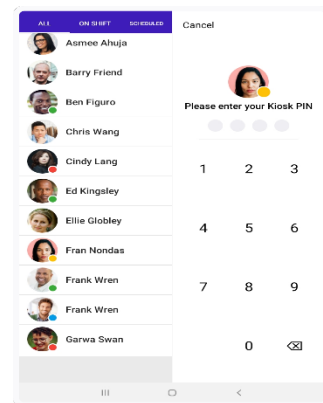 ALL ON SHIFT SCHEDULED
Asmee Ahuja
Barry Friend
Ben Figuro
Chris Wang
Cindy Lang
Ed Kingsley
Ellie Globley
Fran Nondas
Frank Wren
Frank Wren
Garwa Swan
Cancel
Please enter your Kiosk PIN
1 2 3
4 5 6
7 8 9
0